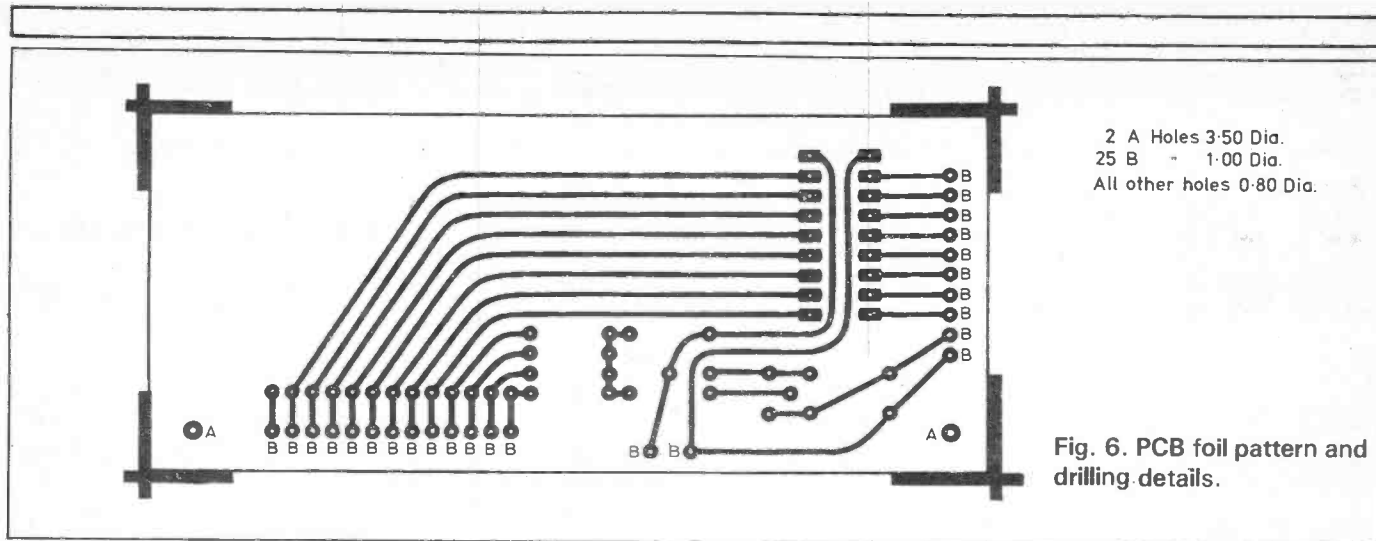 2 A Holes 3·50 Dia.
25 B " 1·00 Dia.
All other holes 0·80 Dia.
B
B
B
B
B
B
B
B
B
B
A
B B B B B B B B B B B B B
B B
A
Fig. 6. PCB foil pattern and
drilling details.